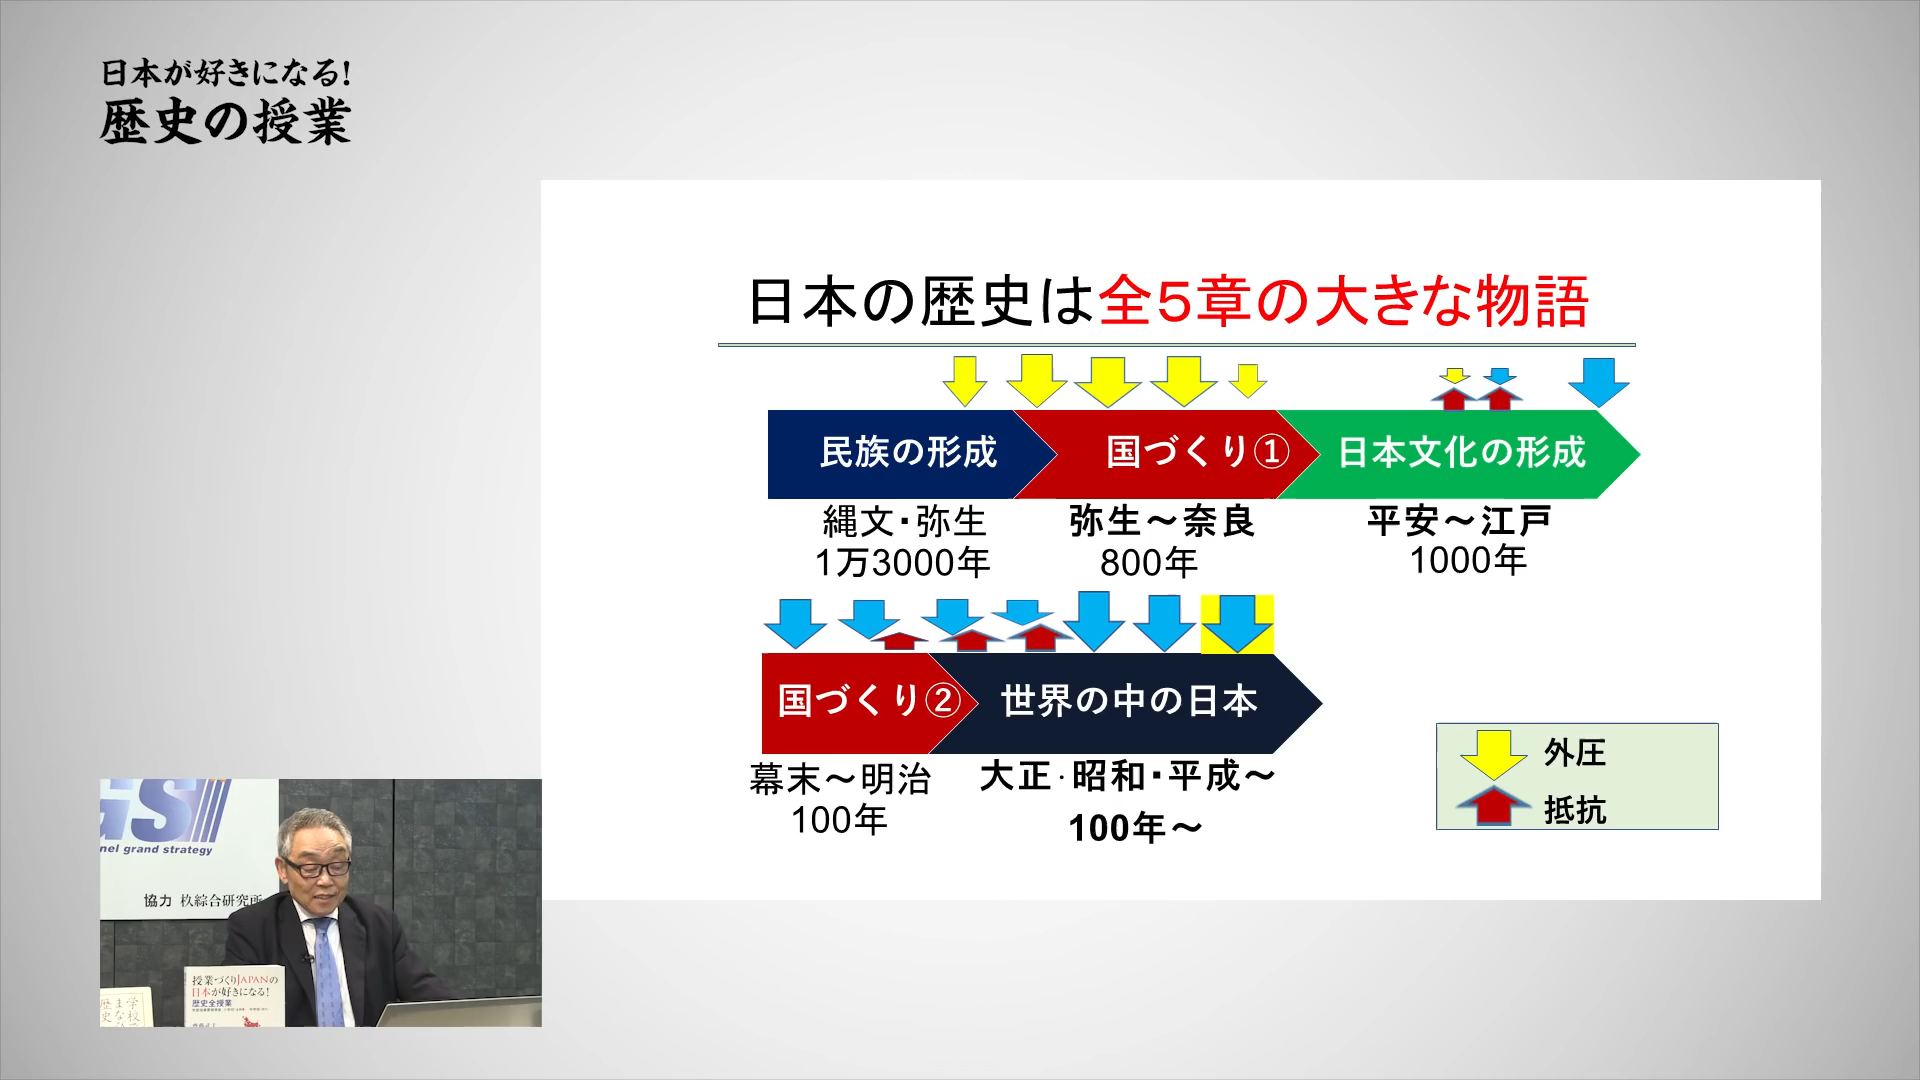 日本が好きになる!
歴史の授業
日本の歴史は全5章の大きな物語
民族の形成
国づくり①
日本文化の形成
縄文・弥生
1万3000年
弥生～奈良
800年
平安～江戸
1000年
国づくり②
世界の中の日本
幕末～明治
100年
大正・昭和・平成～
100年～
外圧
抵抗
GS
nel grand strategy
協力 杦綜合研究所
授業づくりJAPANの
日本が好きになる!
歴史全授業